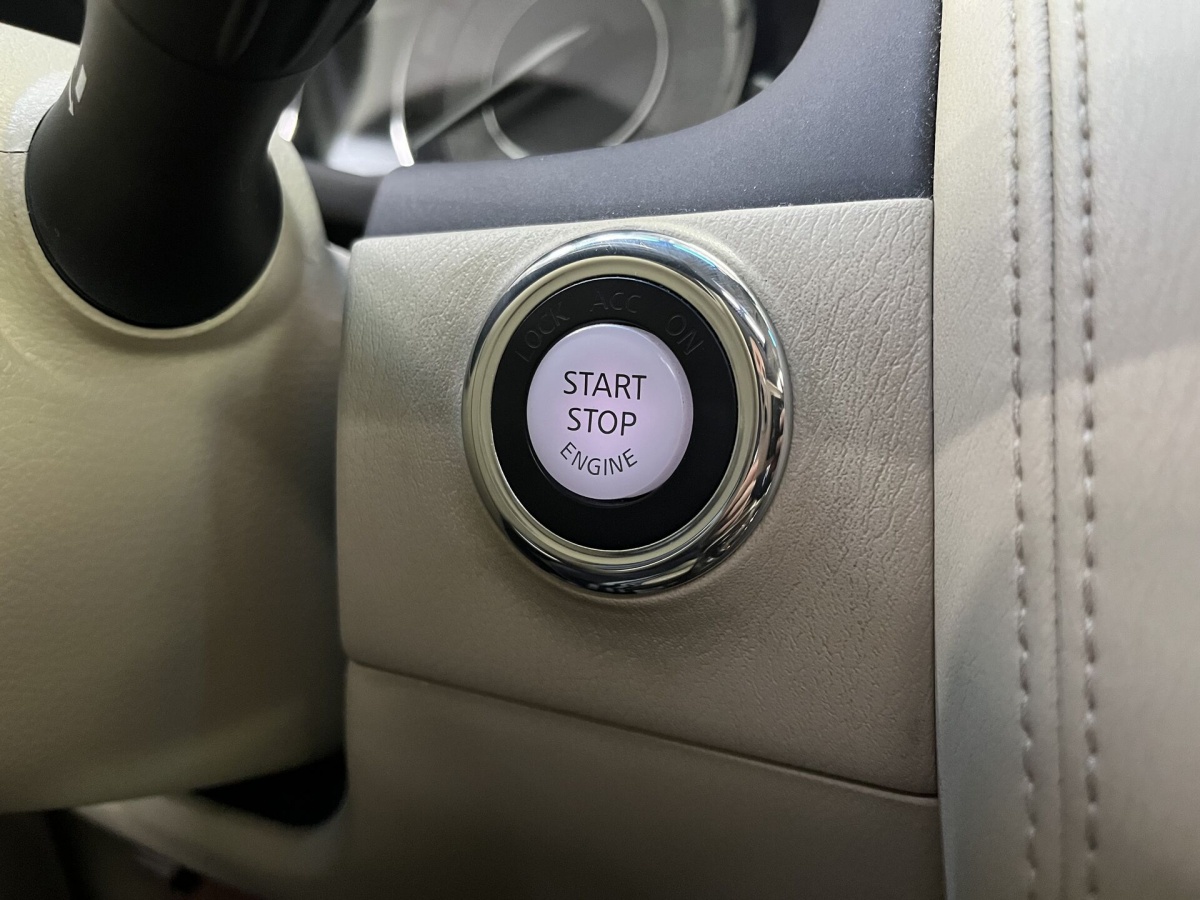 LOCK ACC ON
START
STOP
ENGINE